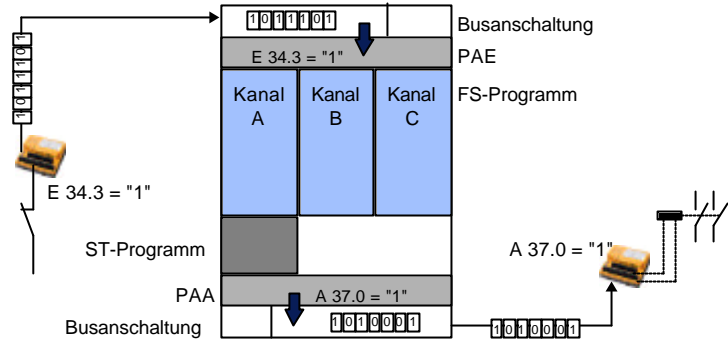 1011101
Busanschaltung
E 34.3 = "1"
PAE
Kanal A
Kanal B
Kanal C
FS-Programm
1011101
E 34.3 = "1"
ST-Programm
A 37.0 = "1"
PAA
A 37.0 = "1"
Busanschaltung
1010001
1010001